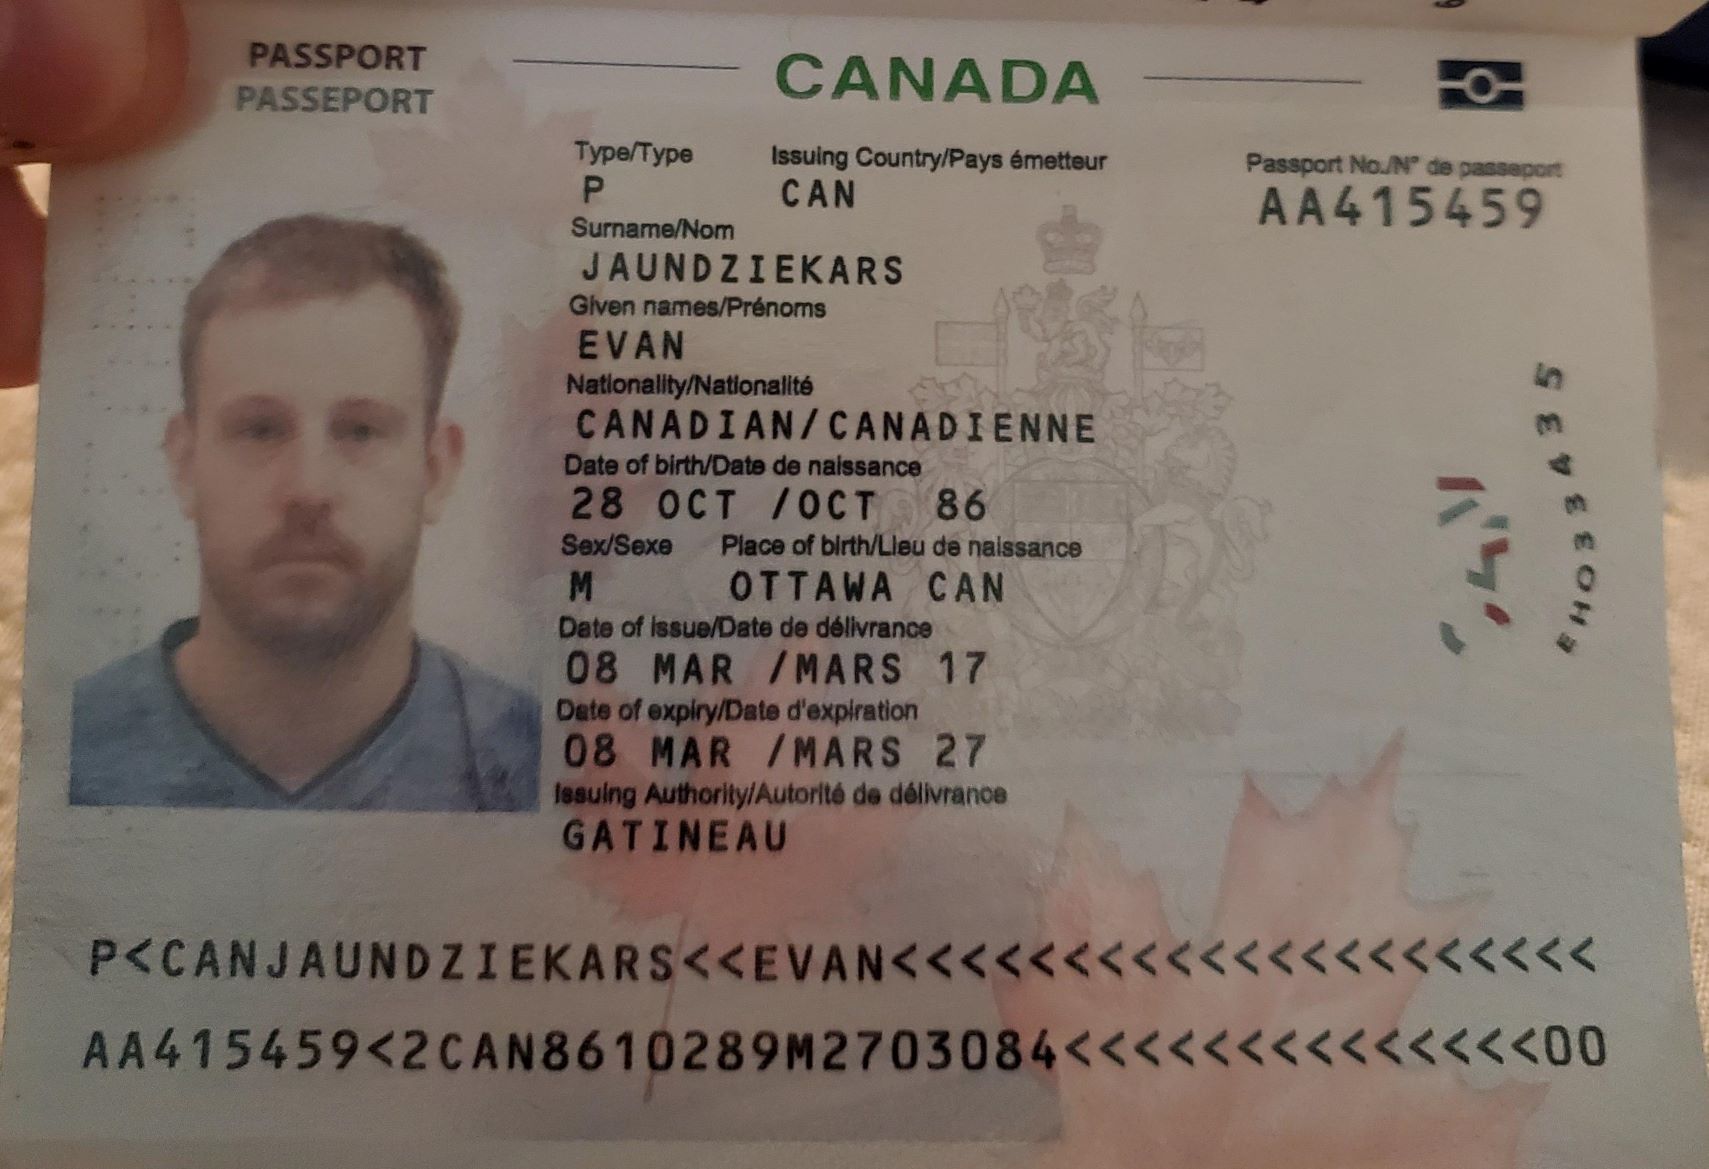 PASSPORT
PASSEPORT
CANADA
Type/Type Issuing Country/Pays émetteur Passport No./N° de passeport
P CAN AA415459
Surname/Nom
JAUNDZIEKARS
Given names/Prénoms
EVAN
Nationality/Nationalité
CANADIAN/CANADIENNE
Date of birth/Date de naissance
28 OCT /OCT 86
Sex/Sexe Place of birth/Lieu de naissance
M OTTAWA CAN
Date of issue/Date de délivrance
08 MAR /MARS 17
Date of expiry/Date d'expiration
08 MAR /MARS 27
Issuing Authority/Autorité de délivrance
GATINEAU
EH033435
P<CANJAUNDZIEKARS<<EVAN<<<<<<<<<<<<<<<<<<<<<
AA415459<2CAN8610289M2703084<<<<<<<<<<<<<<00